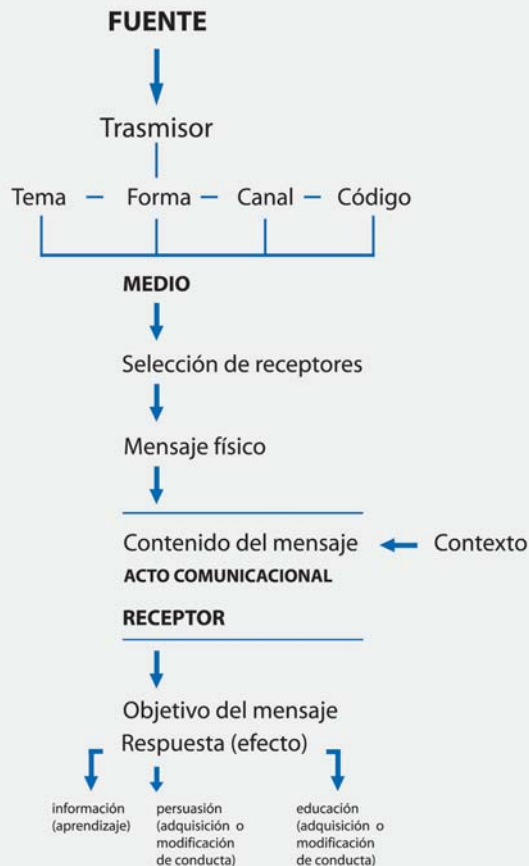 FUENTE
Trasmisor
Tema – Forma – Canal – Código
MEDIO
Selección de receptores
Mensaje físico
Contenido del mensaje Contexto
ACTO COMUNICACIONAL
RECEPTOR
Objetivo del mensaje
Respuesta (efecto)
información
(aprendizaje)
persuasión
(adquisición o
modificación
de conducta)
educación
(adquisición o
modificación
de conducta)